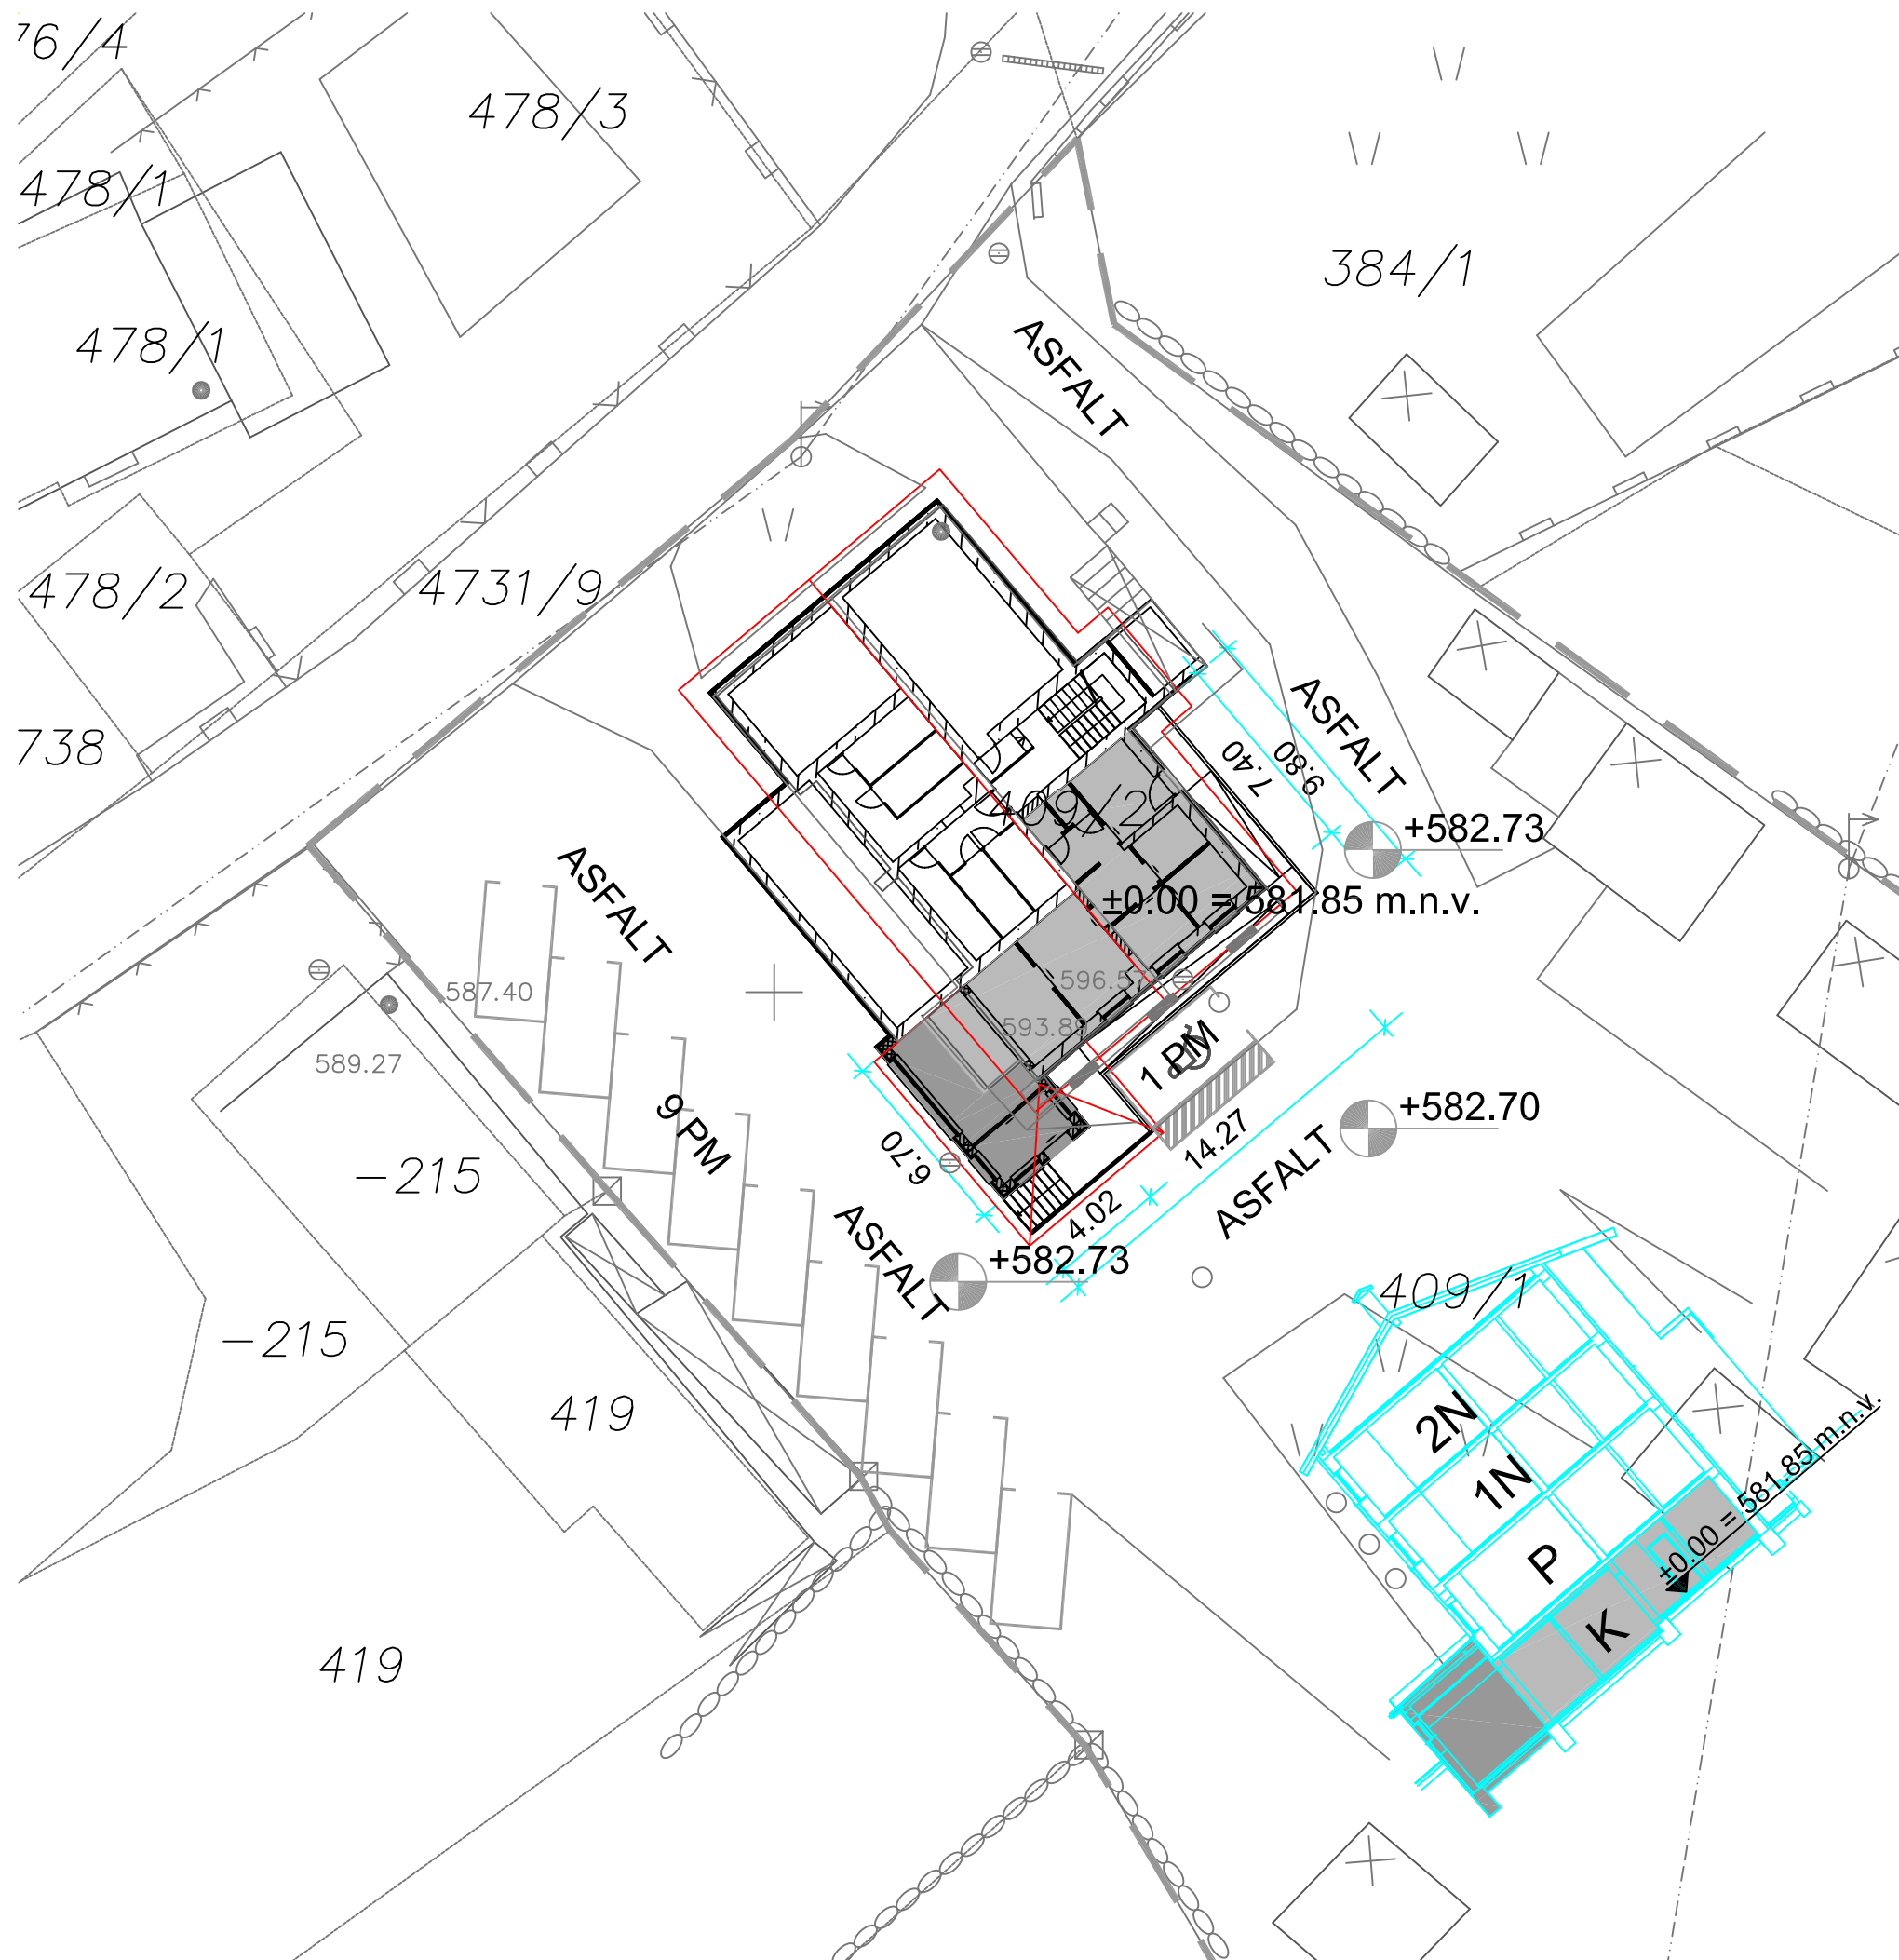 76/4
478/3
478/1
384/1
478/1
ASFALT
478/2
4731/9
738
ASFALT
7.40
9.80
409/2
+582.73
±0.00 = 581.85 m.n.v.
ASFALT
587.40
596.57
593.89
589.27
1 PM
9 PM
+582.70
6.70
14.27
-215
ASFALT
4.02
ASFALT
+582.73
-215
409/1
419
2N
1N
±0.00 = 581.85 m.n.v.
P
K
419